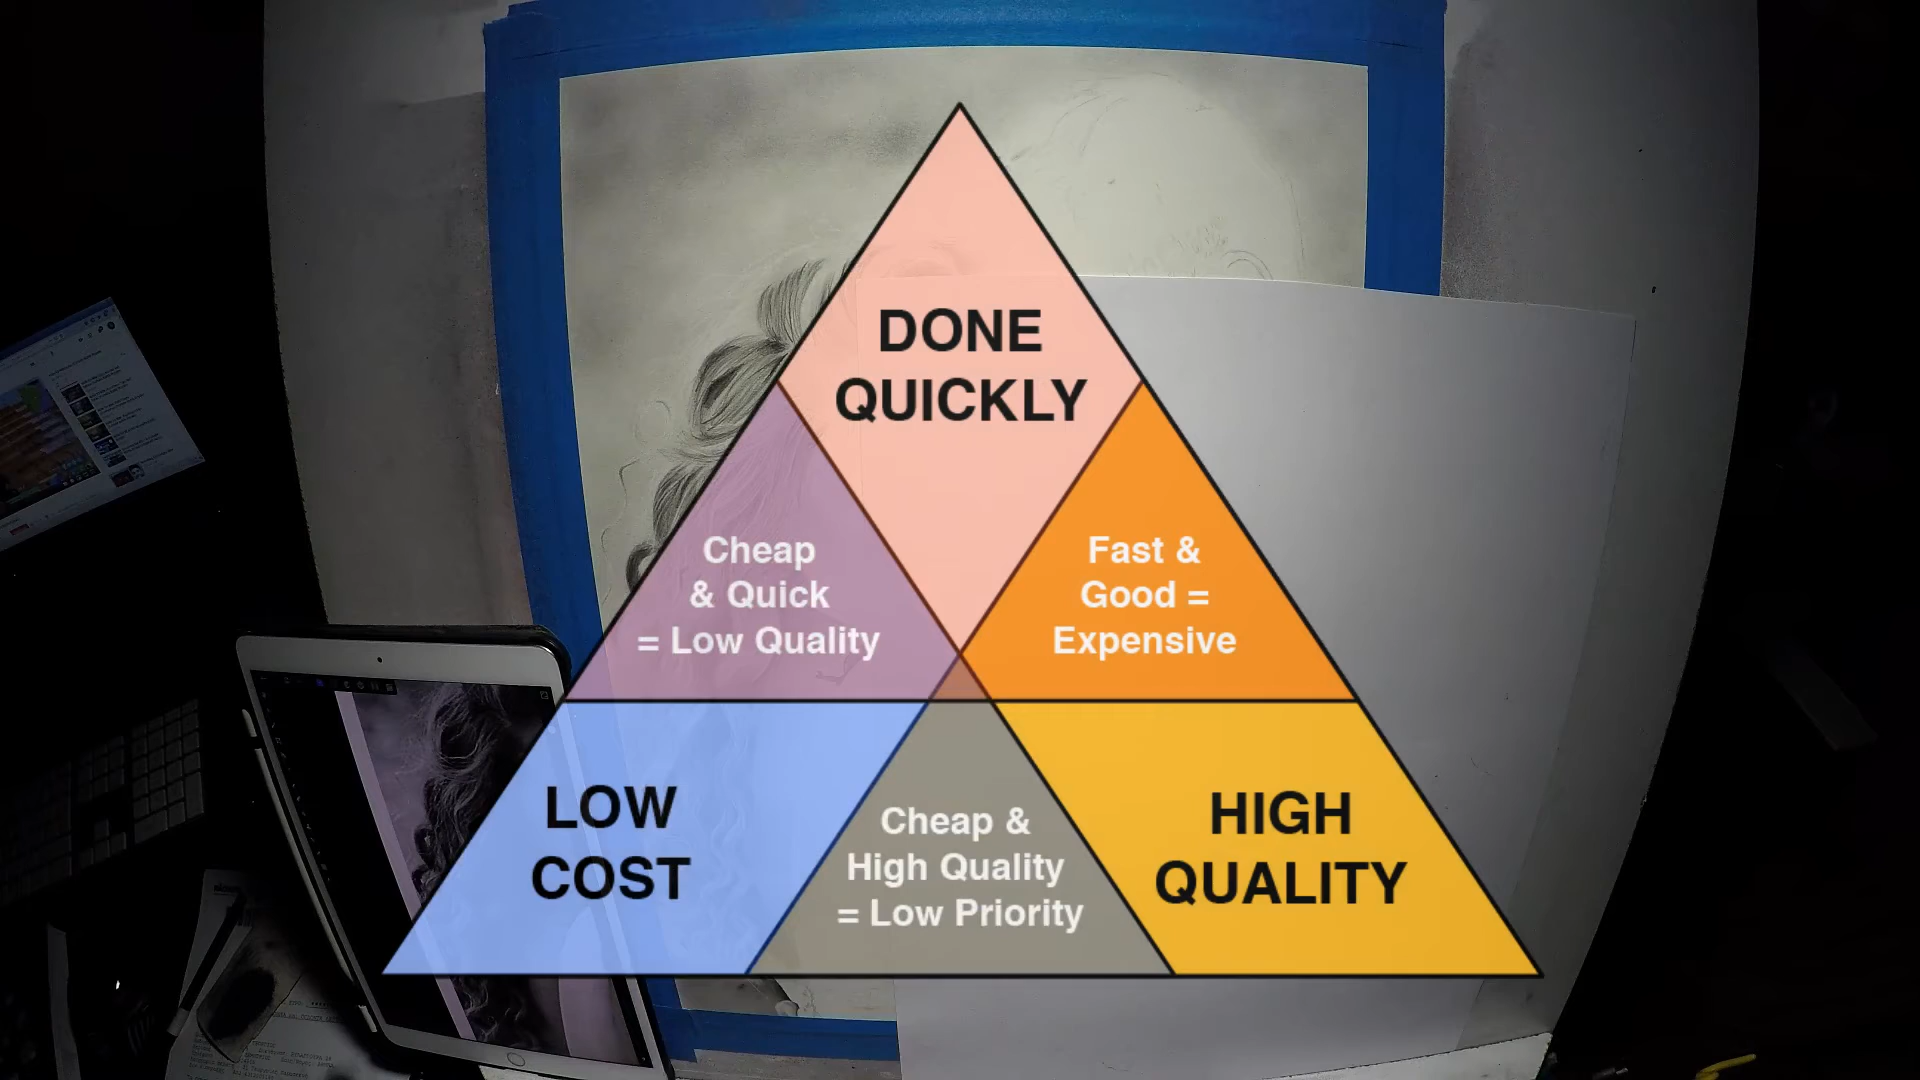 DONE
QUICKLY
Cheap
& Quick
= Low Quality
Fast &
Good =
Expensive
LOW
COST
Cheap &
High Quality
= Low Priority
HIGH
QUALITY